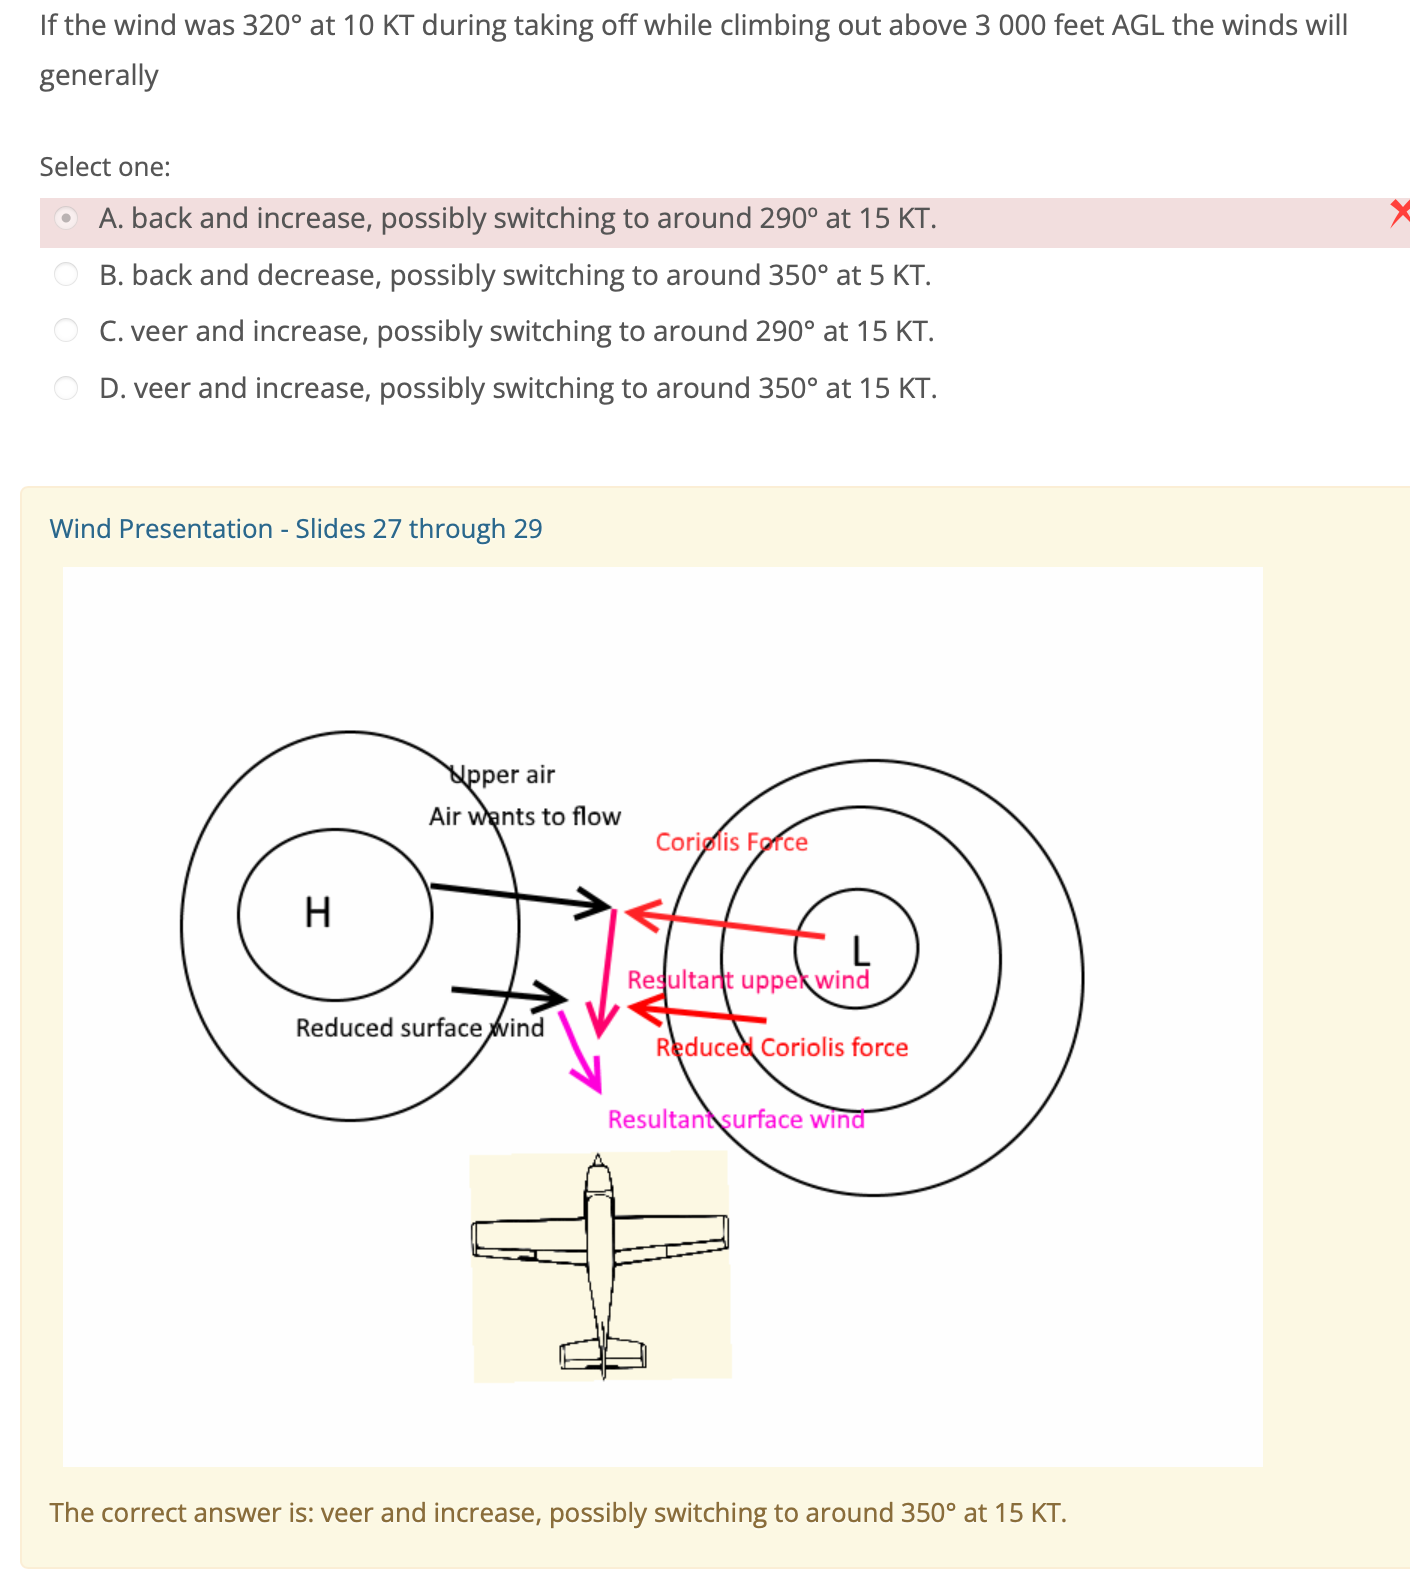 If the wind was 320° at 10 KT during taking off while climbing out above 3 000 feet AGL the winds will
generally
Select one:
A. back and increase, possibly switching to around 290º at 15 KT.
B. back and decrease, possibly switching to around 350° at 5 KT.
C. veer and increase, possibly switching to around 290° at 15 KT.
D. veer and increase, possibly switching to around 350° at 15 KT.
Wind Presentation - Slides 27 through 29
Upper air
Air wants to flow
Coriolis Force
H
L
Resultant upper wind
Reduced surface wind
Reduced Coriolis force
Resultant surface wind
The correct answer is: veer and increase, possibly switching to around 350° at 15 KT.